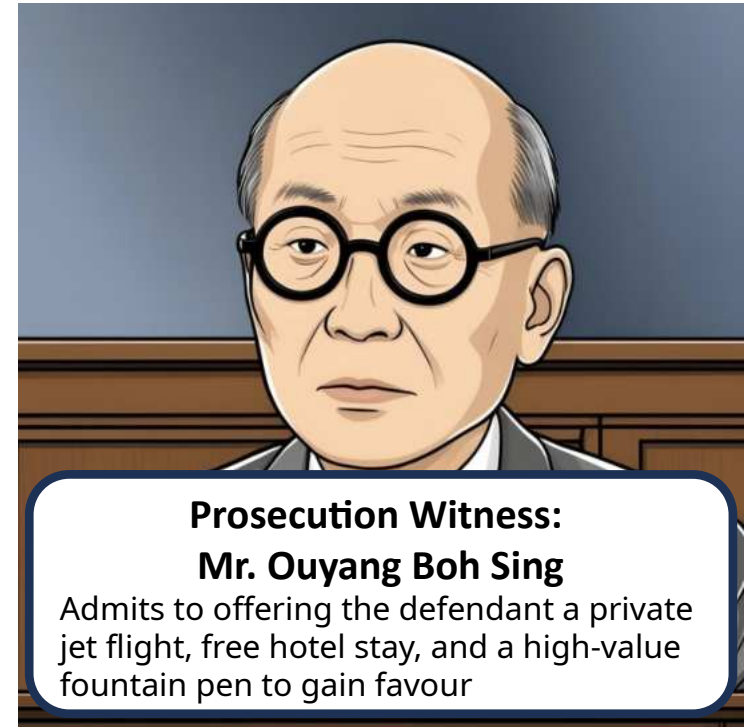 Prosecution Witness:
Mr. Ouyang Boh Sing
Admits to offering the defendant a private
jet flight, free hotel stay, and a high-value
fountain pen to gain favour